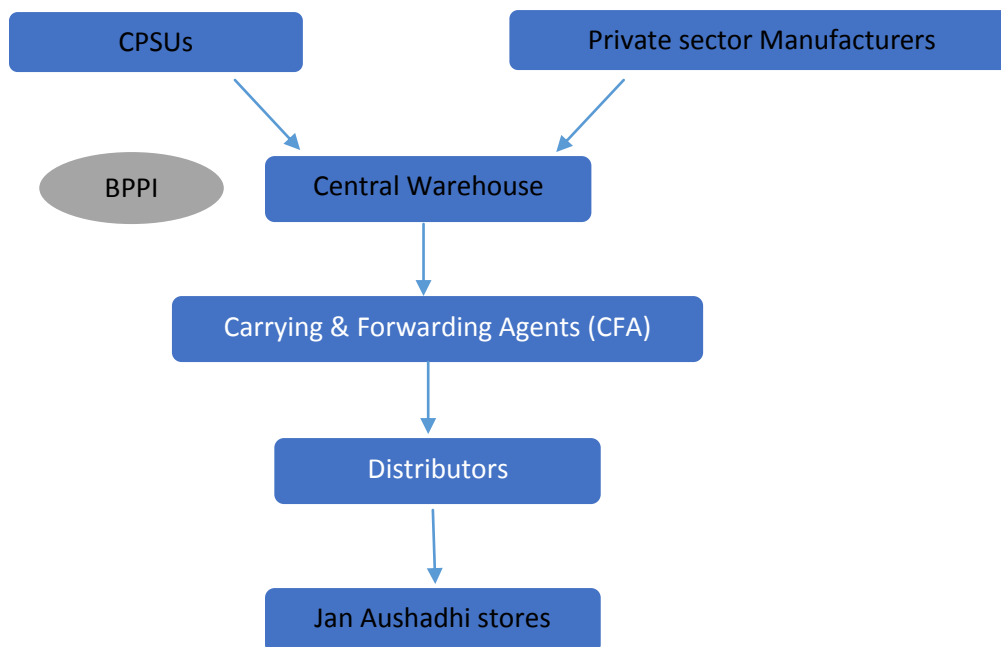 CPSUs
Private sector Manufacturers
BPPI
Central Warehouse
Carrying & Forwarding Agents (CFA)
Distributors
Jan Aushadhi stores